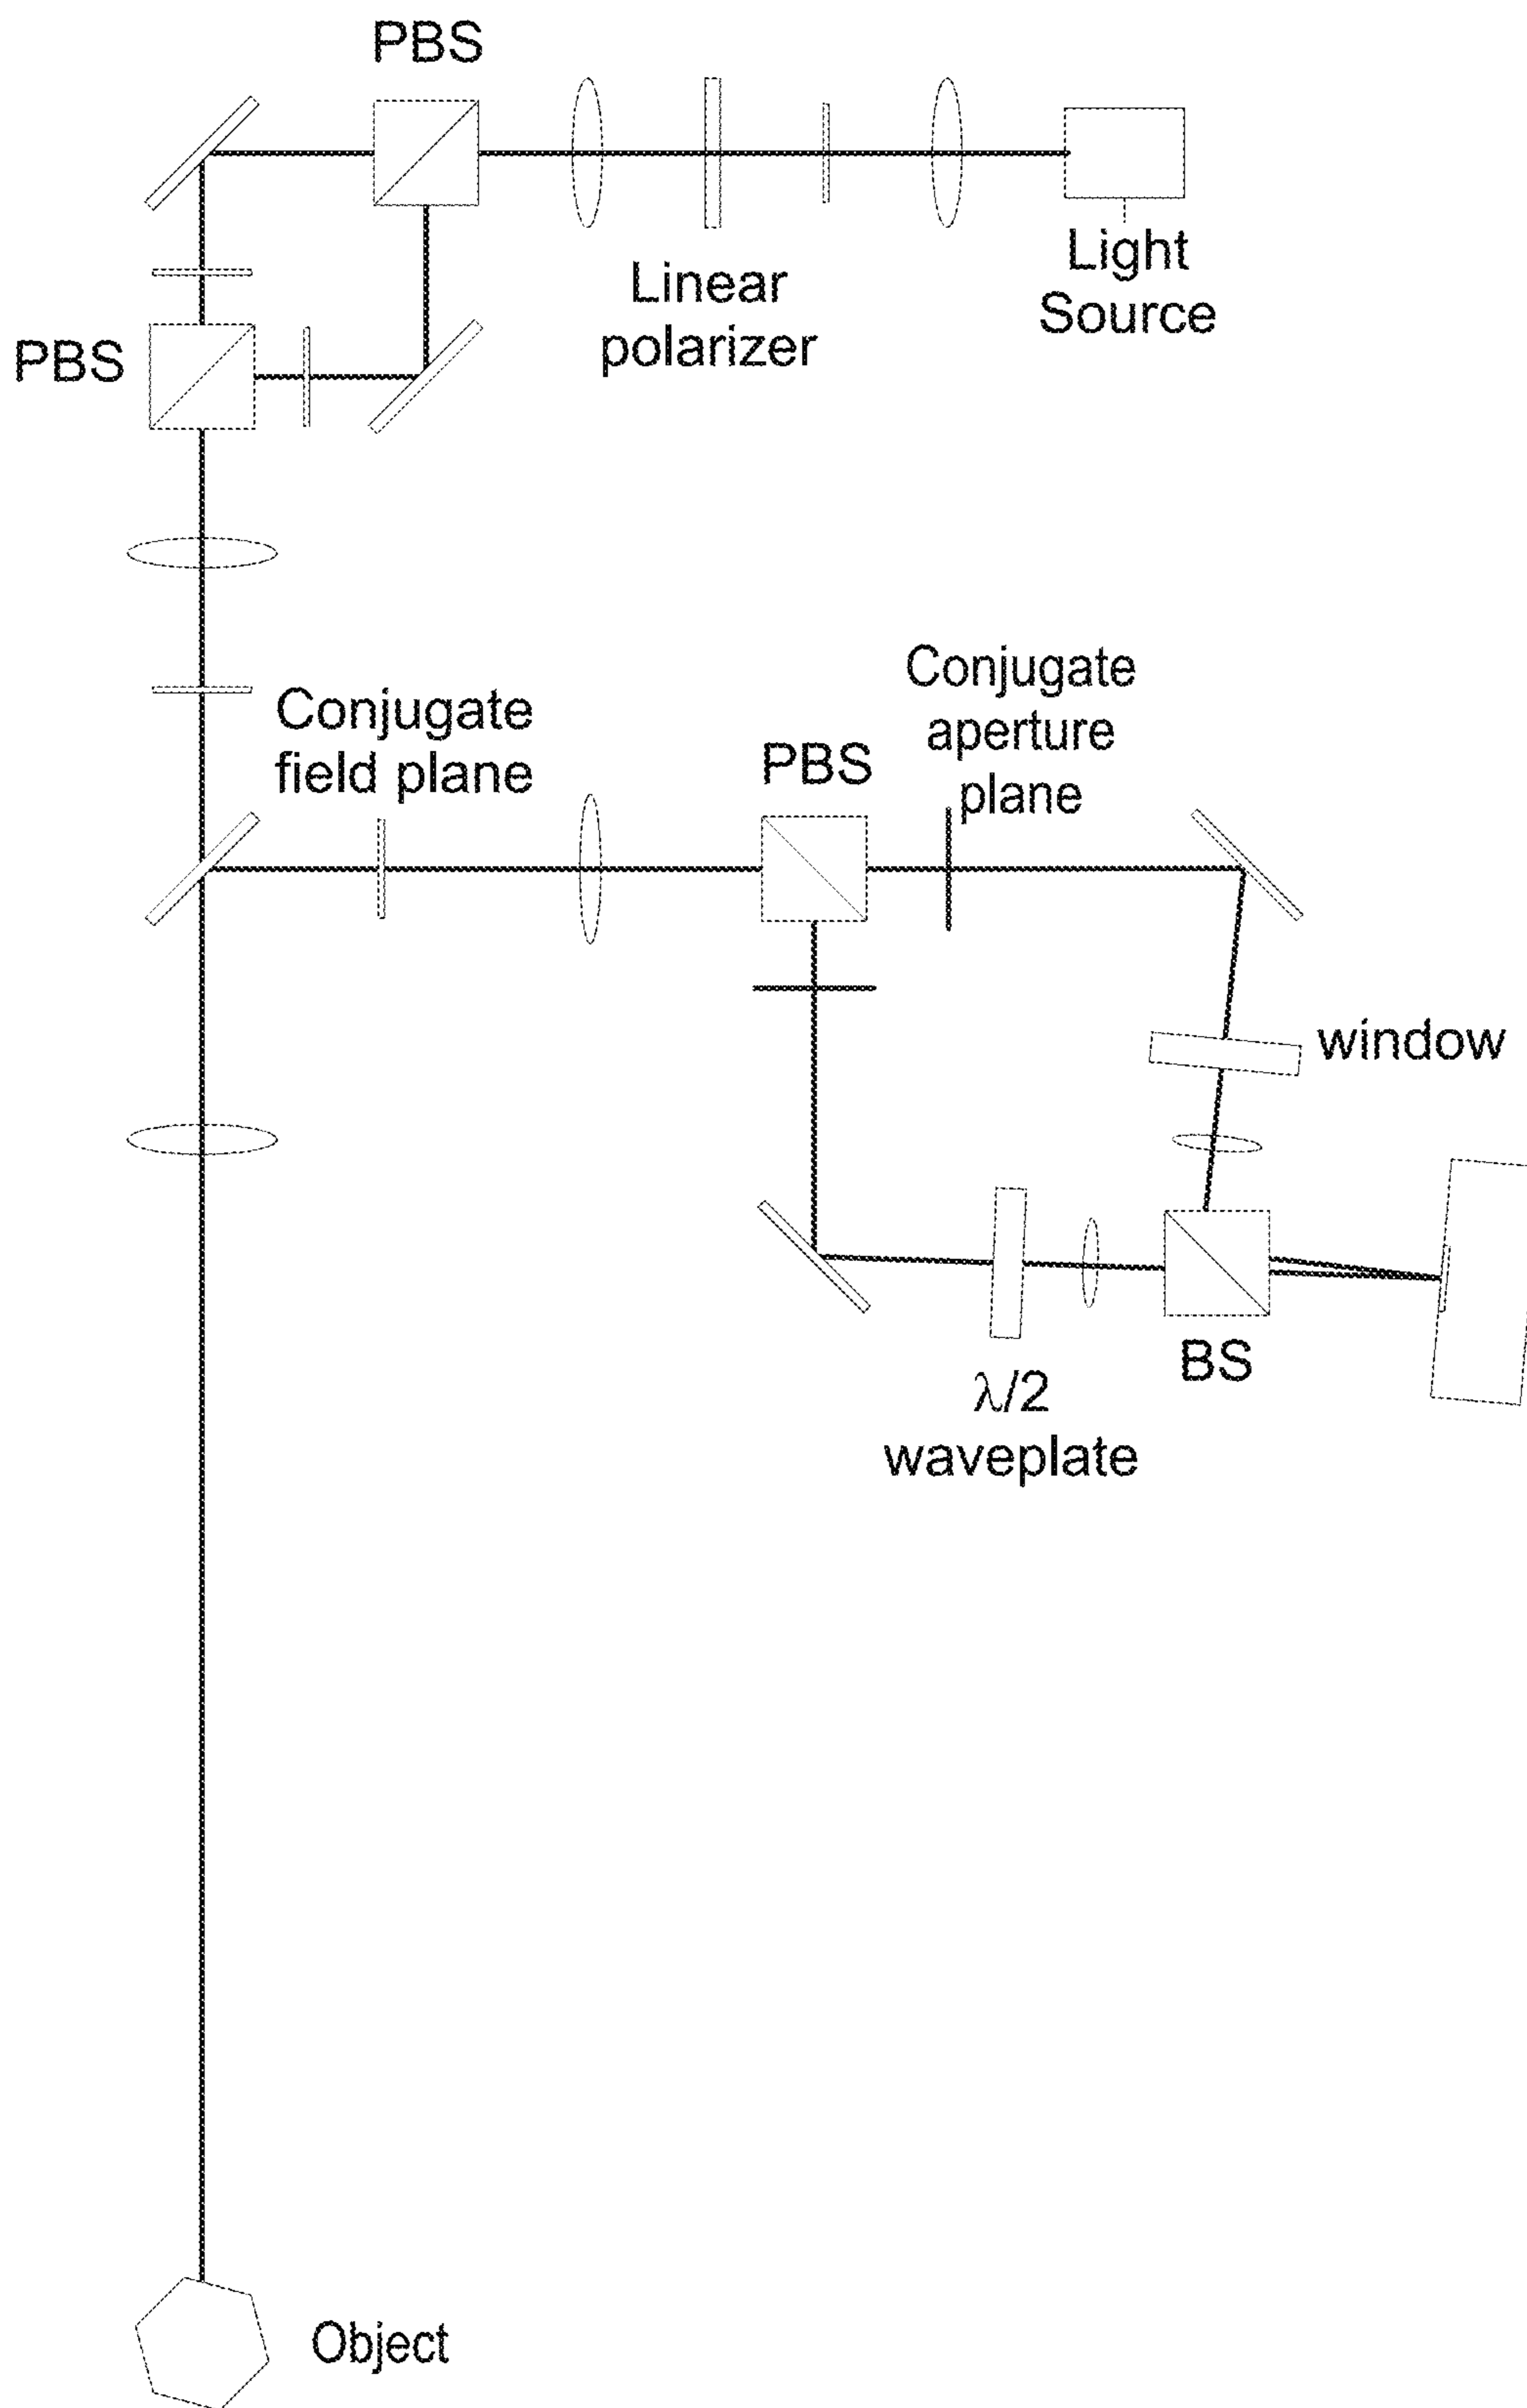 PBS
Light
Source
Linear
polarizer
PBS
Conjugate
field plane
Conjugate
aperture
plane
PBS
window
BS
λ/2
waveplate
Object